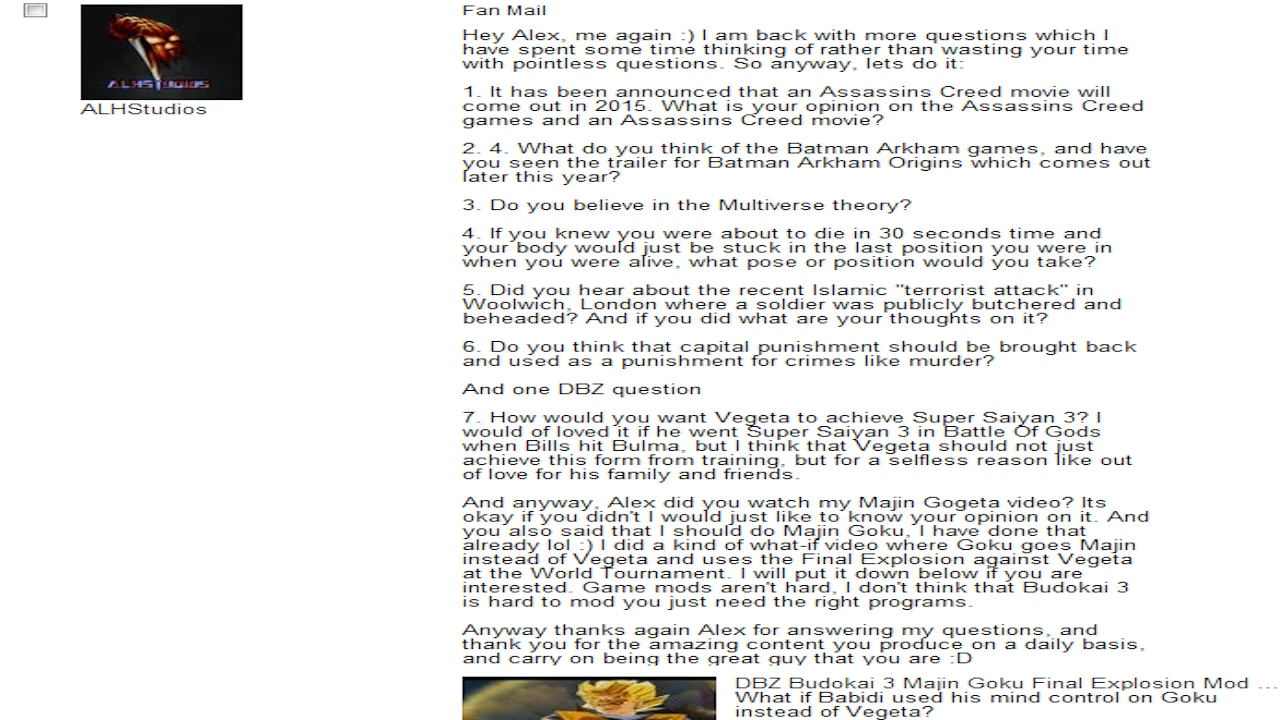 Fan Mail
Hey Alex, me again :) I am back with more questions which I
have spent some time thinking of rather than wasting your time
with pointless questions. So anyway, lets do it:
1. It has been announced that an Assassins Creed movie will
come out in 2015. What is your opinion on the Assassins Creed
games and an Assassins Creed movie?
2. 4. What do you think of the Batman Arkham games, and have
you seen the trailer for Batman Arkham Origins which comes out
later this year?
3. Do you believe in the Multiverse theory?
4. If you knew you were about to die in 30 seconds time and
your body would just be stuck in the last position you were in
when you were alive, what pose or position would you take?
5. Did you hear about the recent Islamic "terrorist attack" in
Woolwich, London where a soldier was publicly butchered and
beheaded? And if you did what are your thoughts on it?
6. Do you think that capital punishment should be brought back
and used as a punishment for crimes like murder?
And one DBZ question
7. How would you want Vegeta to achieve Super Saiyan 3? I
would of loved it if he went Super Saiyan 3 in Battle Of Gods
when Bills hit Bulma, but I think that Vegeta should not just
achieve this form from training, but for a selfless reason like out
of love for his family and friends.
And anyway, Alex did you watch my Majin Gogeta video? Its
okay if you didn't I would just like to know your opinion on it. And
you also said that I should do Majin Goku, I have done that
already lol :) I did a kind of what-if video where Goku goes Majin
instead of Vegeta and uses the Final Explosion against Vegeta
at the World Tournament. I will put it down below if you are
interested. Game mods aren't hard, I don't think that Budokai 3
is hard to mod you just need the right programs.
Anyway thanks again Alex for answering my questions, and
thank you for the amazing content you produce on a daily basis,
and carry on being the great guy that you are :D
ALHSTUDIOS
ALHStudios
DBZ Budokai 3 Majin Goku Final Explosion Mod ...
What if Babidi used his mind control on Goku
instead of Vegeta?